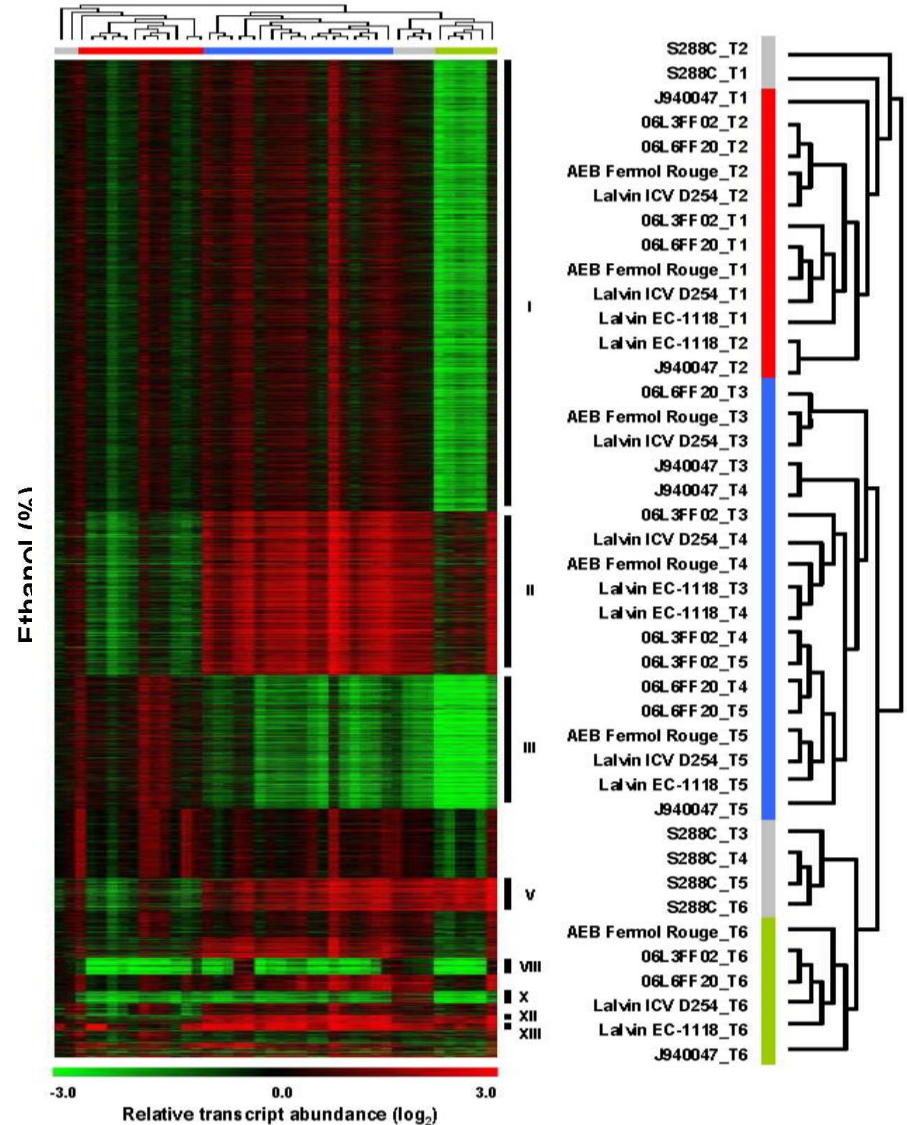 Ethanol (%)
I
II
III
V
VIII
X
XII
XIII
-3.0
0.0
3.0
Relative transcript abundance (log2)
S288C_T2
S288C_T1
J940047_T1
06L3FF02_T2
06L6FF20_T2
AEB Fermol Rouge_T2
Lalvin ICV D254_T2
06L3FF02_T1
06L6FF20_T1
AEB Fermol Rouge_T1
Lalvin ICV D254_T1
Lalvin EC-1118_T1
Lalvin EC-1118_T2
J940047_T2
06L6FF20_T3
AEB Fermol Rouge_T3
Lalvin ICV D254_T3
J940047_T3
J940047_T4
06L3FF02_T3
Lalvin ICV D254_T4
AEB Fermol Rouge_T4
Lalvin EC-1118_T3
Lalvin EC-1118_T4
06L3FF02_T4
06L3FF02_T5
06L6FF20_T4
06L6FF20_T5
AEB Fermol Rouge_T5
Lalvin ICV D254_T5
Lalvin EC-1118_T5
J940047_T5
S288C_T3
S288C_T4
S288C_T5
S288C_T6
AEB Fermol Rouge_T6
06L3FF02_T6
06L6FF20_T6
Lalvin ICV D254_T6
Lalvin EC-1118_T6
J940047_T6